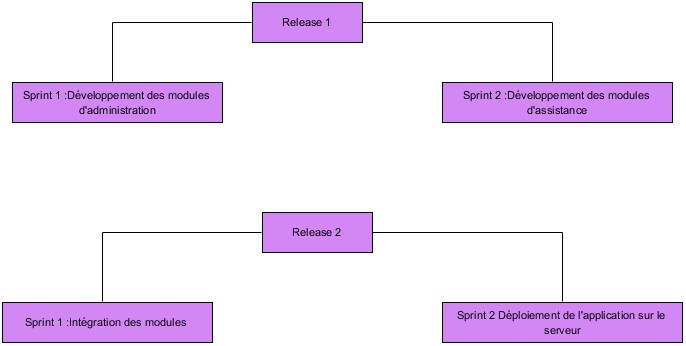 Release 1
Sprint 1 :Développement des modules
d'administration
Sprint 2 :Développement des modules
d'assistance
Release 2
Sprint 1 :Intégration des modules
Sprint 2 Déploiement de l'application sur le
serveur